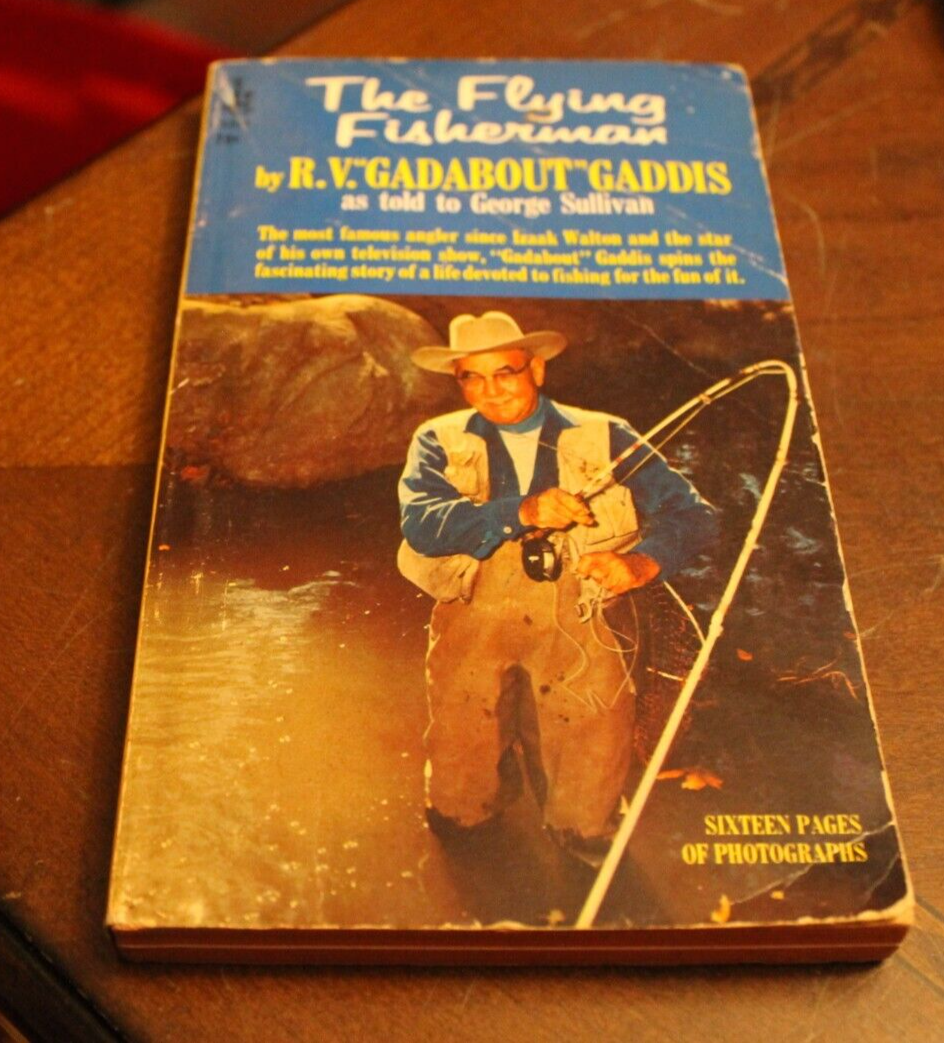 The Flying
Fisherman
by R.V. "GADABOUT" GADDIS
as told to George Sullivan
The most famous angler since Izaak Walton and the star
of his own television show, "Gadabout" Gaddis spins the
fascinating story of a life devoted to fishing for the fun of it.
SIXTEEN PAGES
OF PHOTOGRAPHS